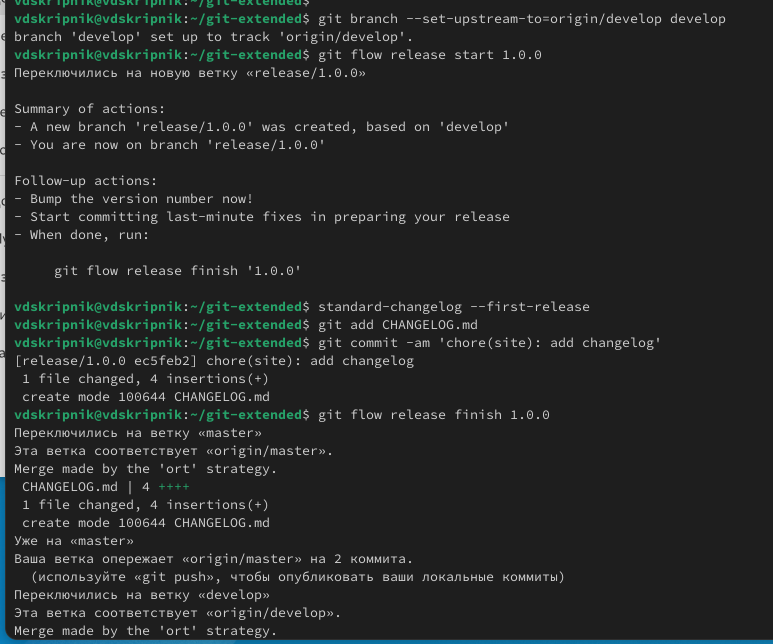 vdskripnik@vdskripnik:~/git-extended$
vdskripnik@vdskripnik:~/git-extended$ git branch --set-upstream-to=origin/develop develop
branch 'develop' set up to track 'origin/develop'.
vdskripnik@vdskripnik:~/git-extended$ git flow release start 1.0.0
Переключились на новую ветку «release/1.0.0»
Summary of actions:
- A new branch 'release/1.0.0' was created, based on 'develop'
- You are now on branch 'release/1.0.0'
Follow-up actions:
- Bump the version number now!
- Start committing last-minute fixes in preparing your release
- When done, run:
git flow release finish '1.0.0'
vdskripnik@vdskripnik:~/git-extended$ standard-changelog --first-release
vdskripnik@vdskripnik:~/git-extended$ git add CHANGELOG.md
vdskripnik@vdskripnik:~/git-extended$ git commit -am 'chore(site): add changelog'
[release/1.0.0 ec5feb2] chore(site): add changelog
1 file changed, 4 insertions(+)
create mode 100644 CHANGELOG.md
vdskripnik@vdskripnik:~/git-extended$ git flow release finish 1.0.0
Переключились на ветку «master»
Эта ветка соответствует «origin/master».
Merge made by the 'ort' strategy.
CHANGELOG.md | 4 ++++
1 file changed, 4 insertions(+)
create mode 100644 CHANGELOG.md
Уже на «master»
Ваша ветка опережает «origin/master» на 2 коммита.
(используйте «git push», чтобы опубликовать ваши локальные коммиты)
Переключились на ветку «develop»
Эта ветка соответствует «origin/develop».
Merge made by the 'ort' strategy.